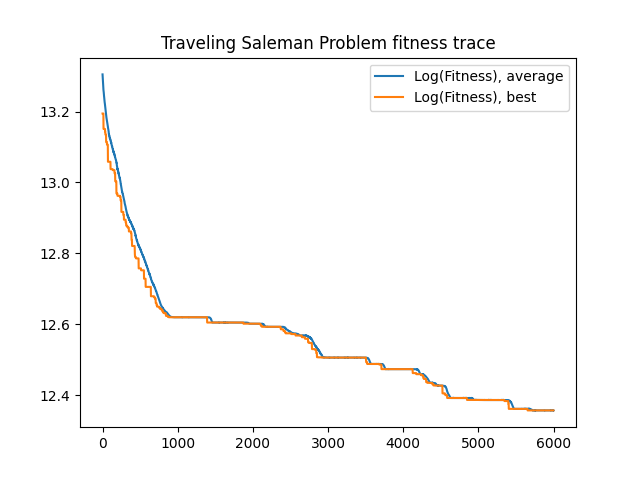 Traveling Saleman Problem fitness trace
Log(Fitness), average
Log(Fitness), best
13.2
13.0
12.8
12.6
12.4
0 1000 2000 3000 4000 5000 6000